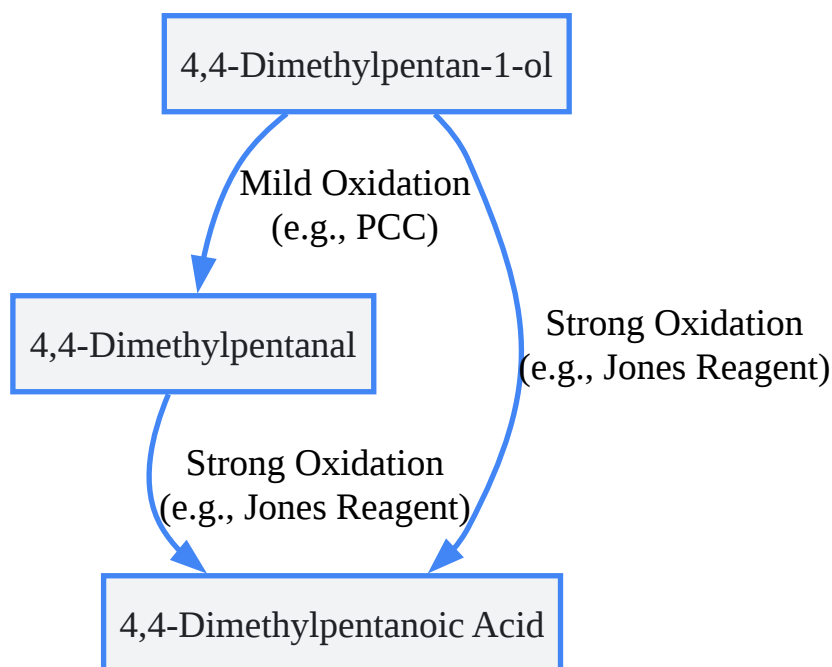 4,4-Dimethylpentan-1-ol
Mild Oxidation
(e.g., PCC)
4,4-Dimethylpentanal
Strong Oxidation
(e.g., Jones Reagent)
Strong Oxidation
(e.g., Jones Reagent)
4,4-Dimethylpentanoic Acid